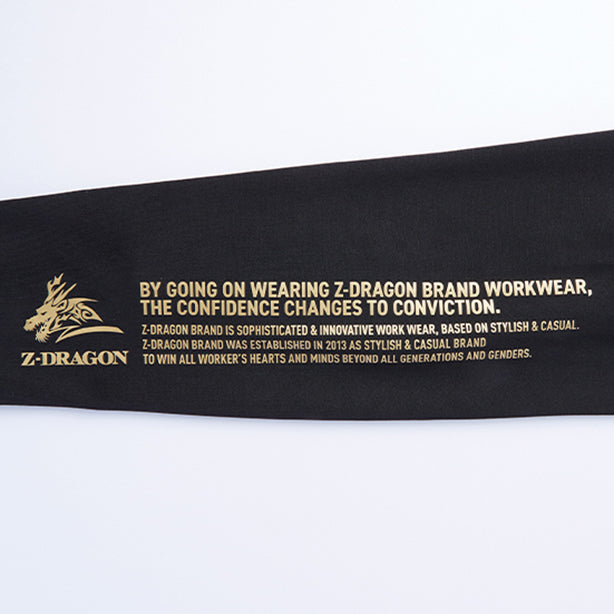 BY GOING ON WEARING Z-DRAGON BRAND WORKWEAR,
THE CONFIDENCE CHANGES TO CONVICTION.
Z-DRAGON BRAND IS SOPHISTICATED & INNOVATIVE WORK WEAR, BASED ON STYLISH & CASUAL.
Z-DRAGON BRAND WAS ESTABLISHED IN 2013 AS STYLISH & CASUAL BRAND
TO WIN ALL WORKER'S HEARTS AND MINDS BEYOND ALL GENERATIONS AND GENDERS.
Z-DRAGON